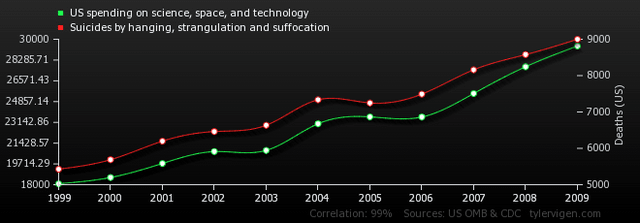 US spending on science, space, and technology
Suicides by hanging, strangulation and suffocation
30000
28285.71
26571.43
24857.14
23142.86
21428.57
19714.29
18000
9000
8000
7000
6000
5000
Deaths (US)
1999 2000 2001 2002 2003 2004 2005 2006 2007 2008 2009
Correlation: 99% Sources: US OMB & CDC tylervigen.com